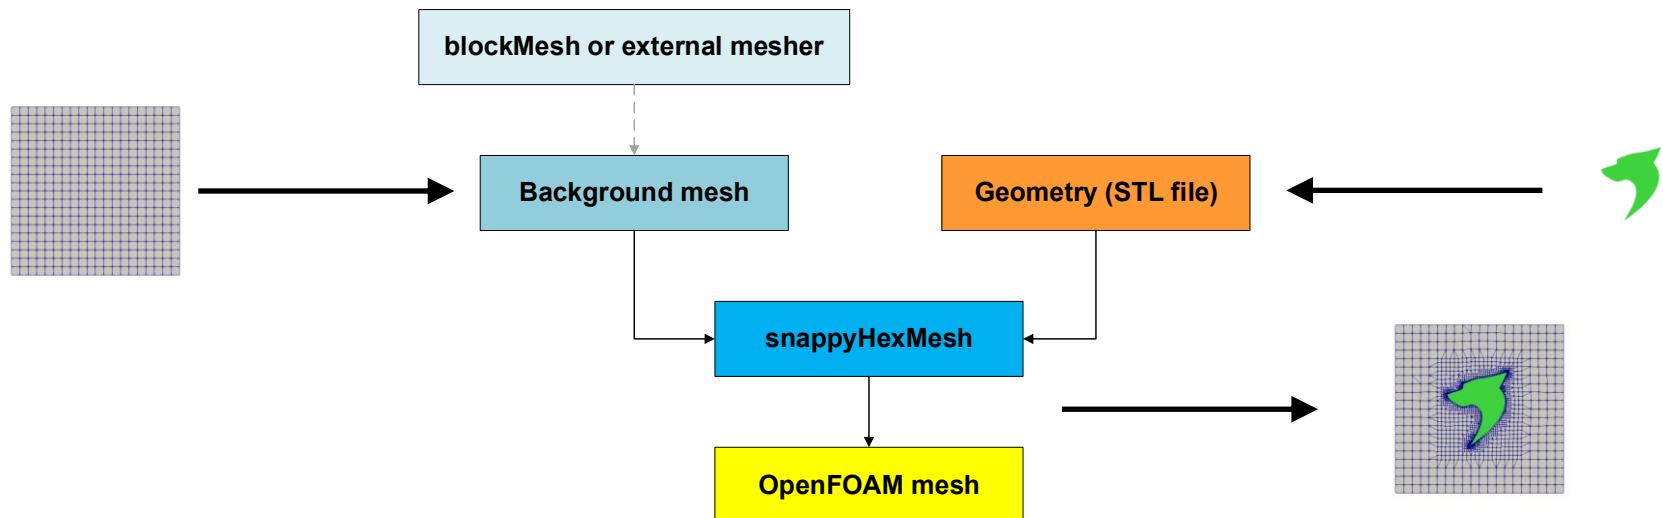 blockMesh or external mesher
Background mesh
Geometry (STL file)
snappyHexMesh
OpenFOAM mesh